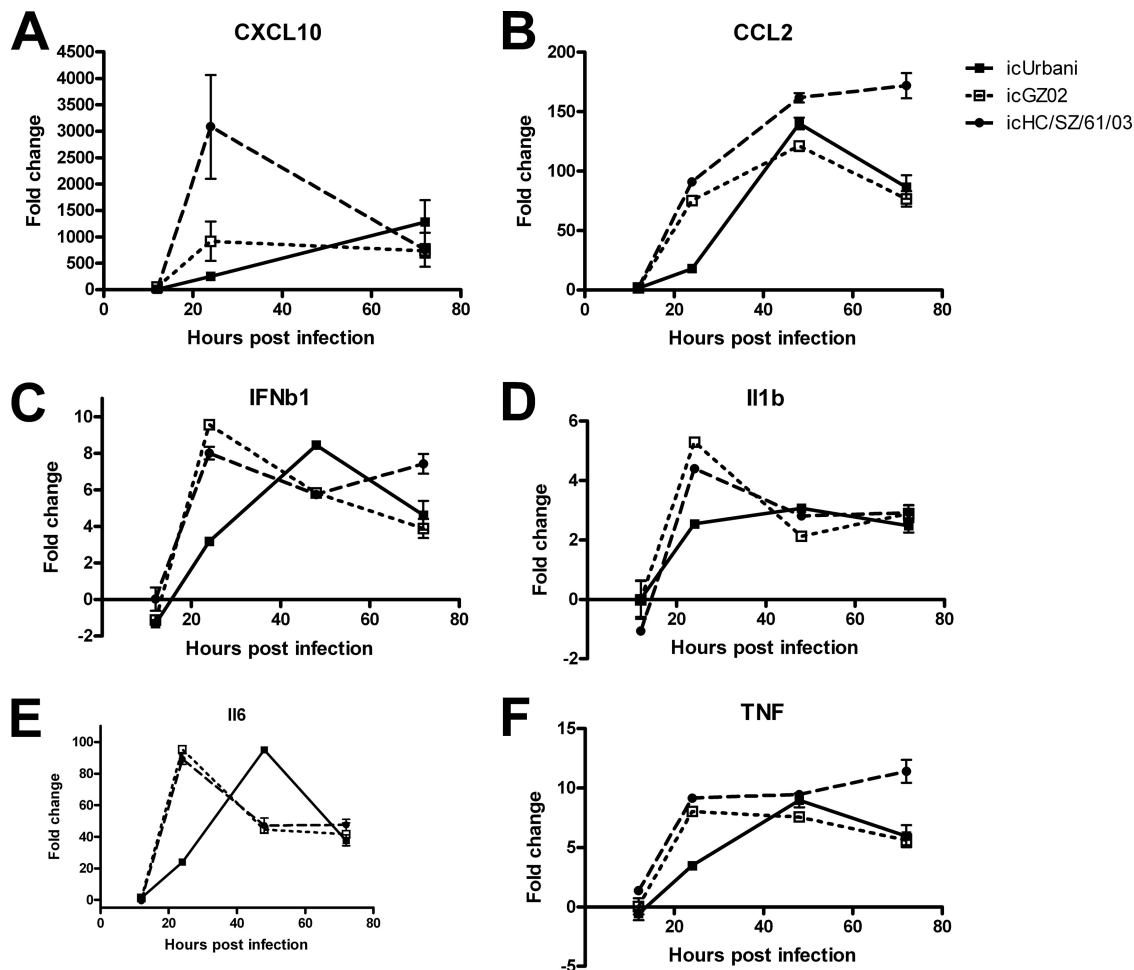 A
CXCL10
Fold change
4500
4000
3500
3000
2500
2000
1500
1000
500
0
0 20 40 60 80
Hours post infection
B
CCL2
Fold change
200
150
100
50
0
0 20 40 60 80
Hours post infection
icUrbani
icGZ02
icHC/SZ/61/03
C
IFNb1
Fold change
10
8
6
4
2
0
-2
20 40 60 80
Hours post infection
D
Il1b
Fold change
6
4
2
0
-2
20 40 60 80
Hours post infection
E
Il6
Fold change
100
80
60
40
20
0
0 20 40 60 80
Hours post infection
F
TNF
Fold change
15
10
5
0
-5
20 40 60 80
Hours post infection